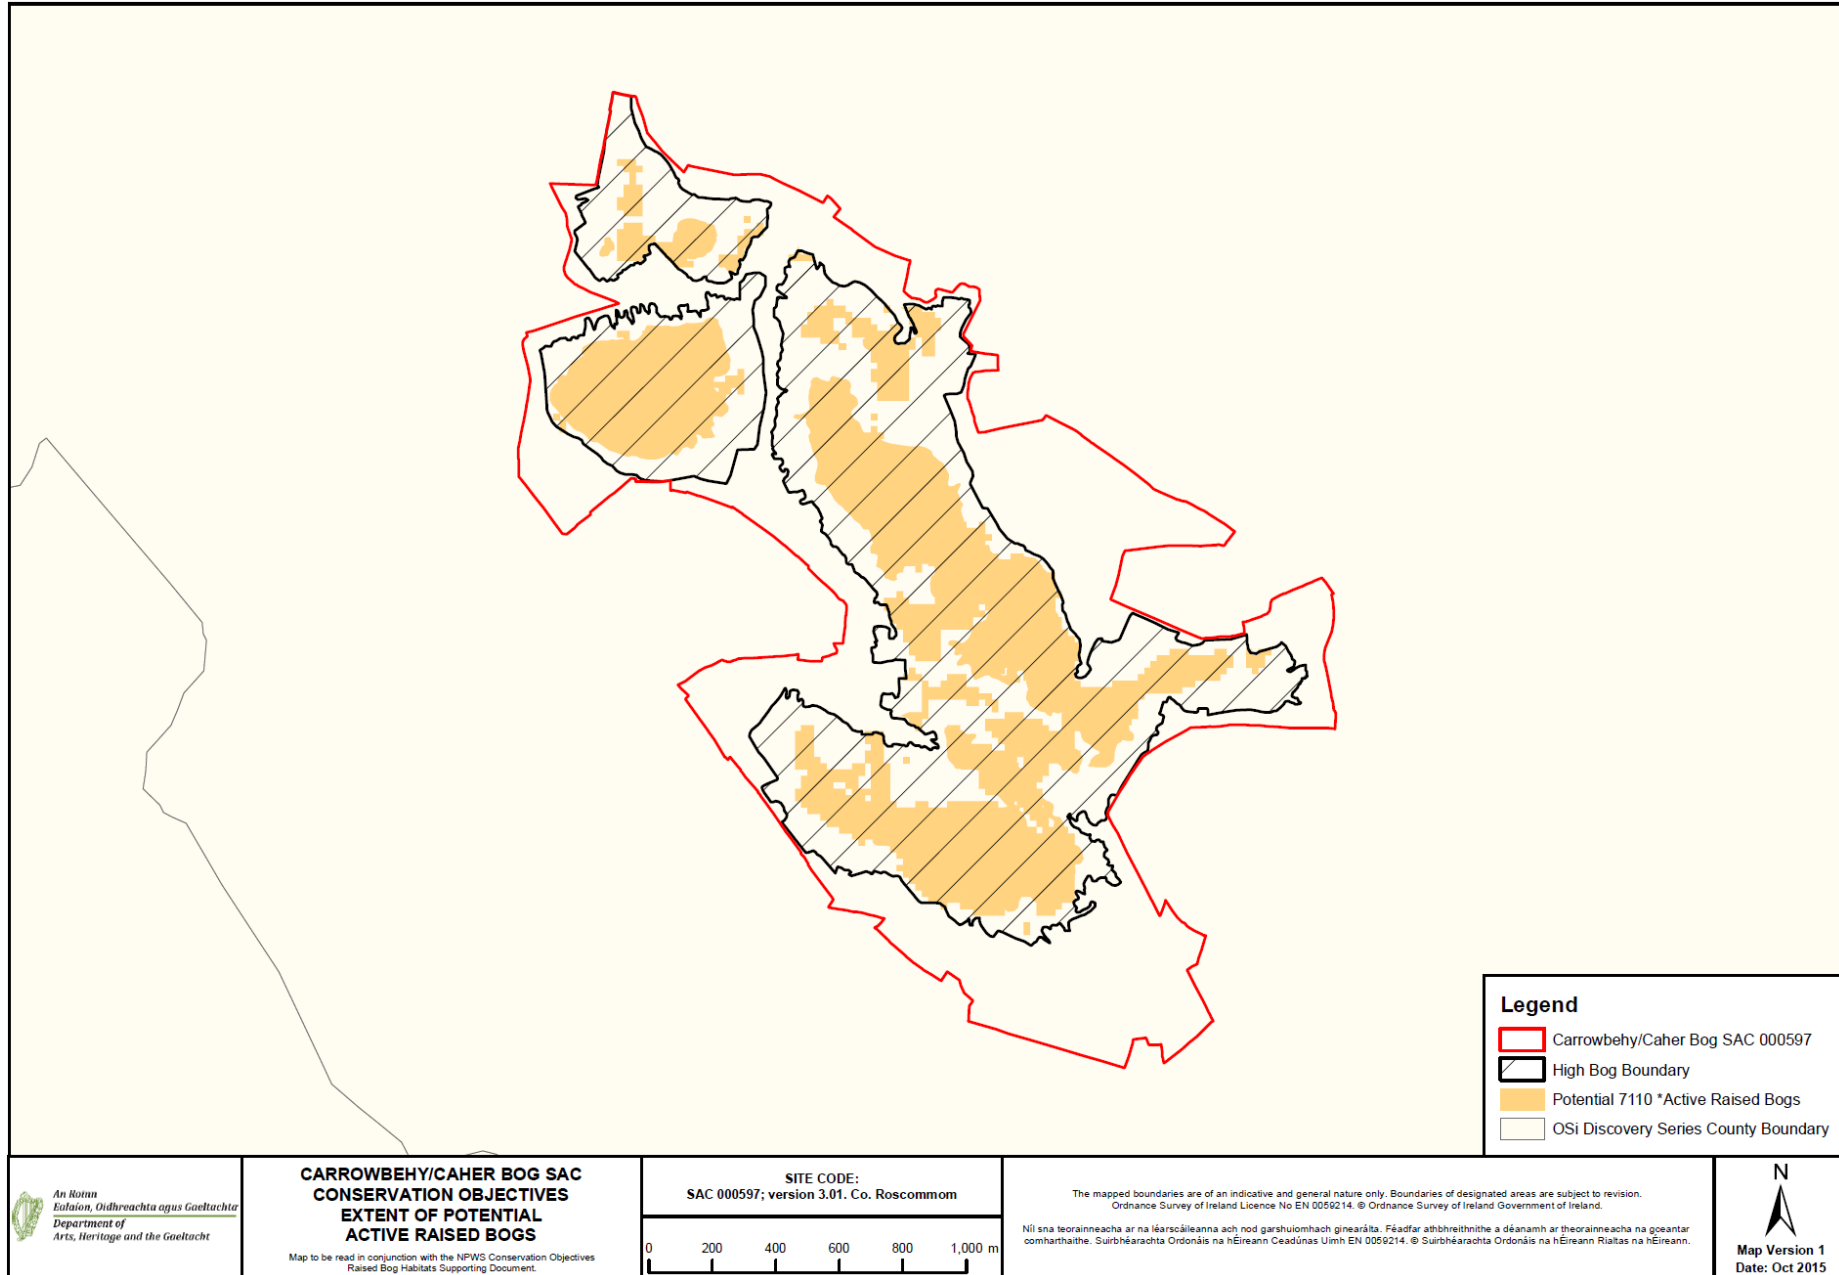 Legend
Carrowbehy/Caher Bog SAC 000597
High Bog Boundary
Potential 7110 *Active Raised Bogs
OSi Discovery Series County Boundary
An Roinn
Ealaíon, Oidhreachta agus Gaeltachta
Department of
Arts, Heritage and the Gaeltacht
CARROWBEHY/CAHER BOG SAC
CONSERVATION OBJECTIVES
EXTENT OF POTENTIAL
ACTIVE RAISED BOGS
Map to be read in conjunction with the NPWS Conservation Objectives
Raised Bog Habitats Supporting Document.
SITE CODE:
SAC 000597; version 3.01. Co. Roscommom
0 200 400 600 800 1,000 m
The mapped boundaries are of an indicative and general nature only. Boundaries of designated areas are subject to revision.
Ordnance Survey of Ireland Licence No EN 0059214. © Ordnance Survey of Ireland Government of Ireland.
Níl sna teorainneacha ar na léarscáileanna ach nod garshuiomhach ginearálta. Féadfar athbhreithnithe a déanamh ar theorainneacha na gceantar
comharthaithe. Suirbhéarachta Ordonáis na hÉireann Ceadúnas Uimh EN 0059214. © Suirbhéarachta Ordonáis na hÉireann Rialtas na hÉireann.
N
Map Version 1
Date: Oct 2015